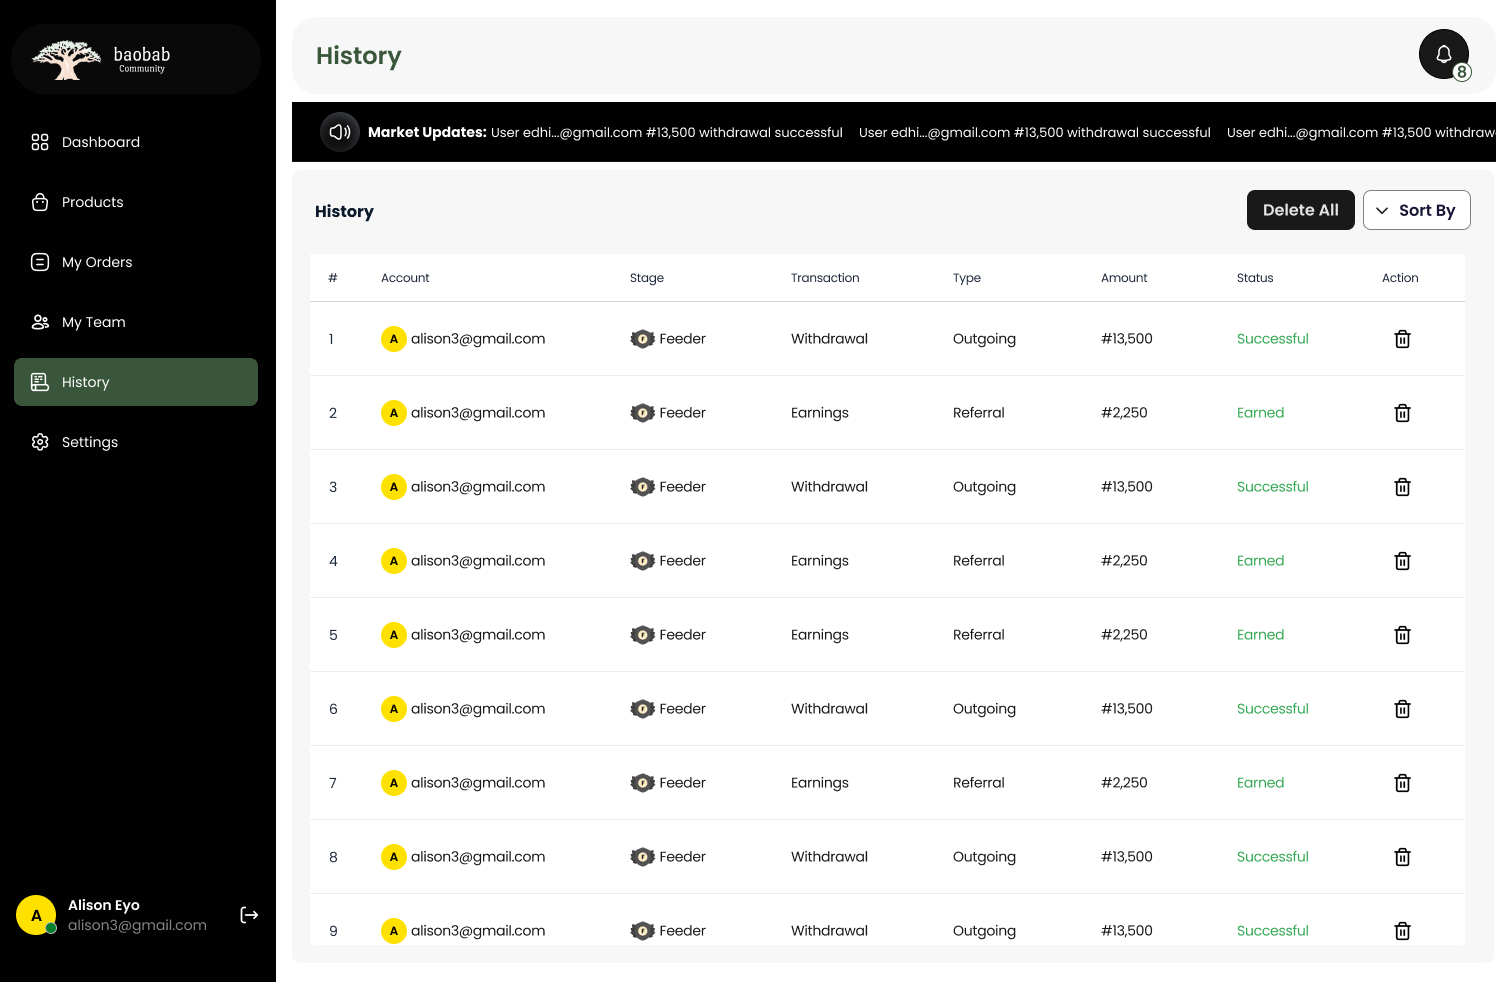 baobab
Community
Dashboard
Products
My Orders
My Team
History
Settings
A
Alison Eyo
alison3@gmail.com
History
8
Market Updates: User edhi...@gmail.com #13,500 withdrawal successful User edhi...@gmail.com #13,500 withdrawal successful User edhi...@gmail.com #13,500 withdraw
History
Delete All
Sort By
# Account Stage Transaction Type Amount Status Action
1 A alison3@gmail.com F Feeder Withdrawal Outgoing #13,500 Successful
2 A alison3@gmail.com F Feeder Earnings Referral #2,250 Earned
3 A alison3@gmail.com F Feeder Withdrawal Outgoing #13,500 Successful
4 A alison3@gmail.com F Feeder Earnings Referral #2,250 Earned
5 A alison3@gmail.com F Feeder Earnings Referral #2,250 Earned
6 A alison3@gmail.com F Feeder Withdrawal Outgoing #13,500 Successful
7 A alison3@gmail.com F Feeder Earnings Referral #2,250 Earned
8 A alison3@gmail.com F Feeder Withdrawal Outgoing #13,500 Successful
9 A alison3@gmail.com F Feeder Withdrawal Outgoing #13,500 Successful